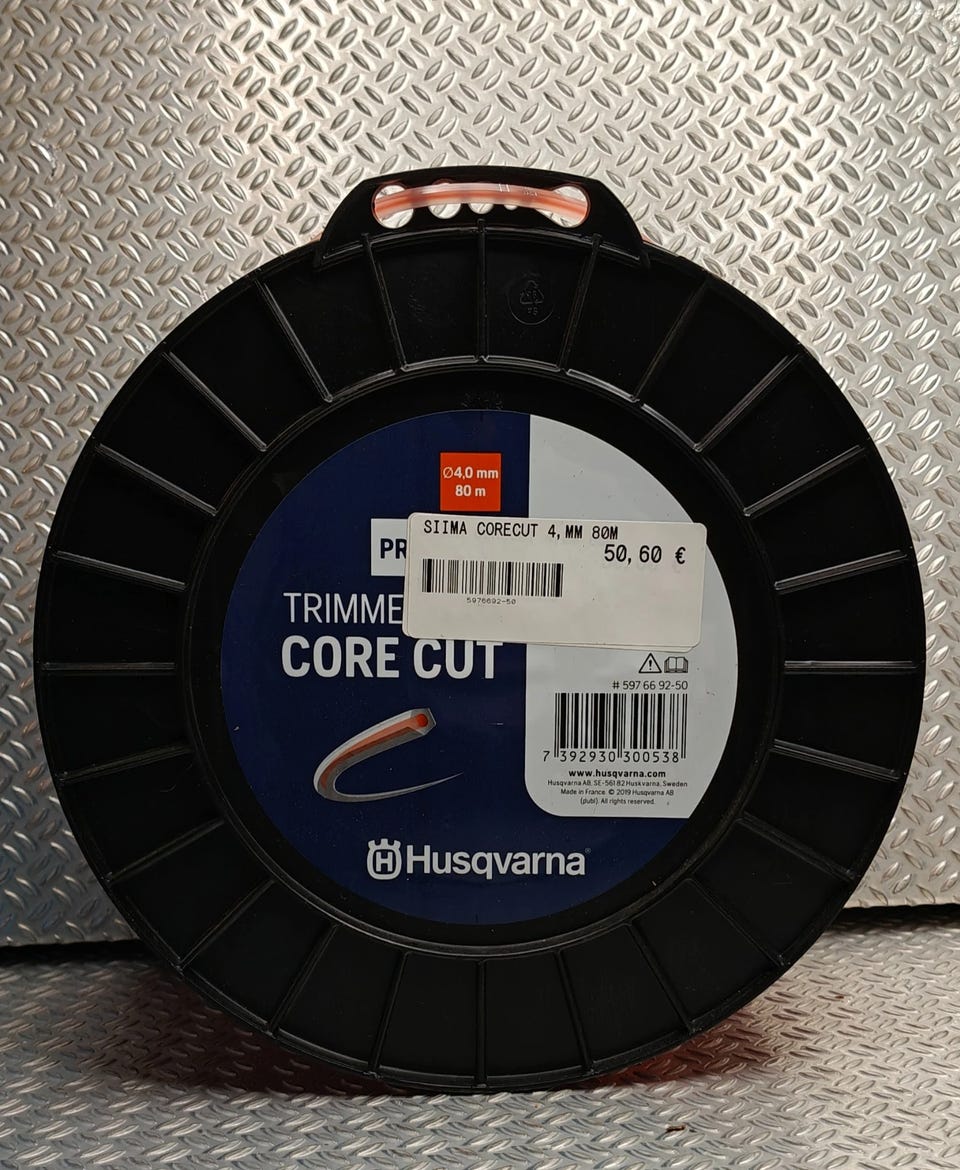 Ø4,0 mm
80 m
SIIMA CORECUT 4,MM 80M
50,60 €
5976692-50
PR
TRIMME
CORE CUT
# 597 66 92-50
7 392930 300538
www.husqvarna.com
Husqvarna AB, SE-561 82 Huskvarna, Sweden
Made in France © 2019 Husqvarna AB
(publ). All rights reserved.
H Husqvarna®